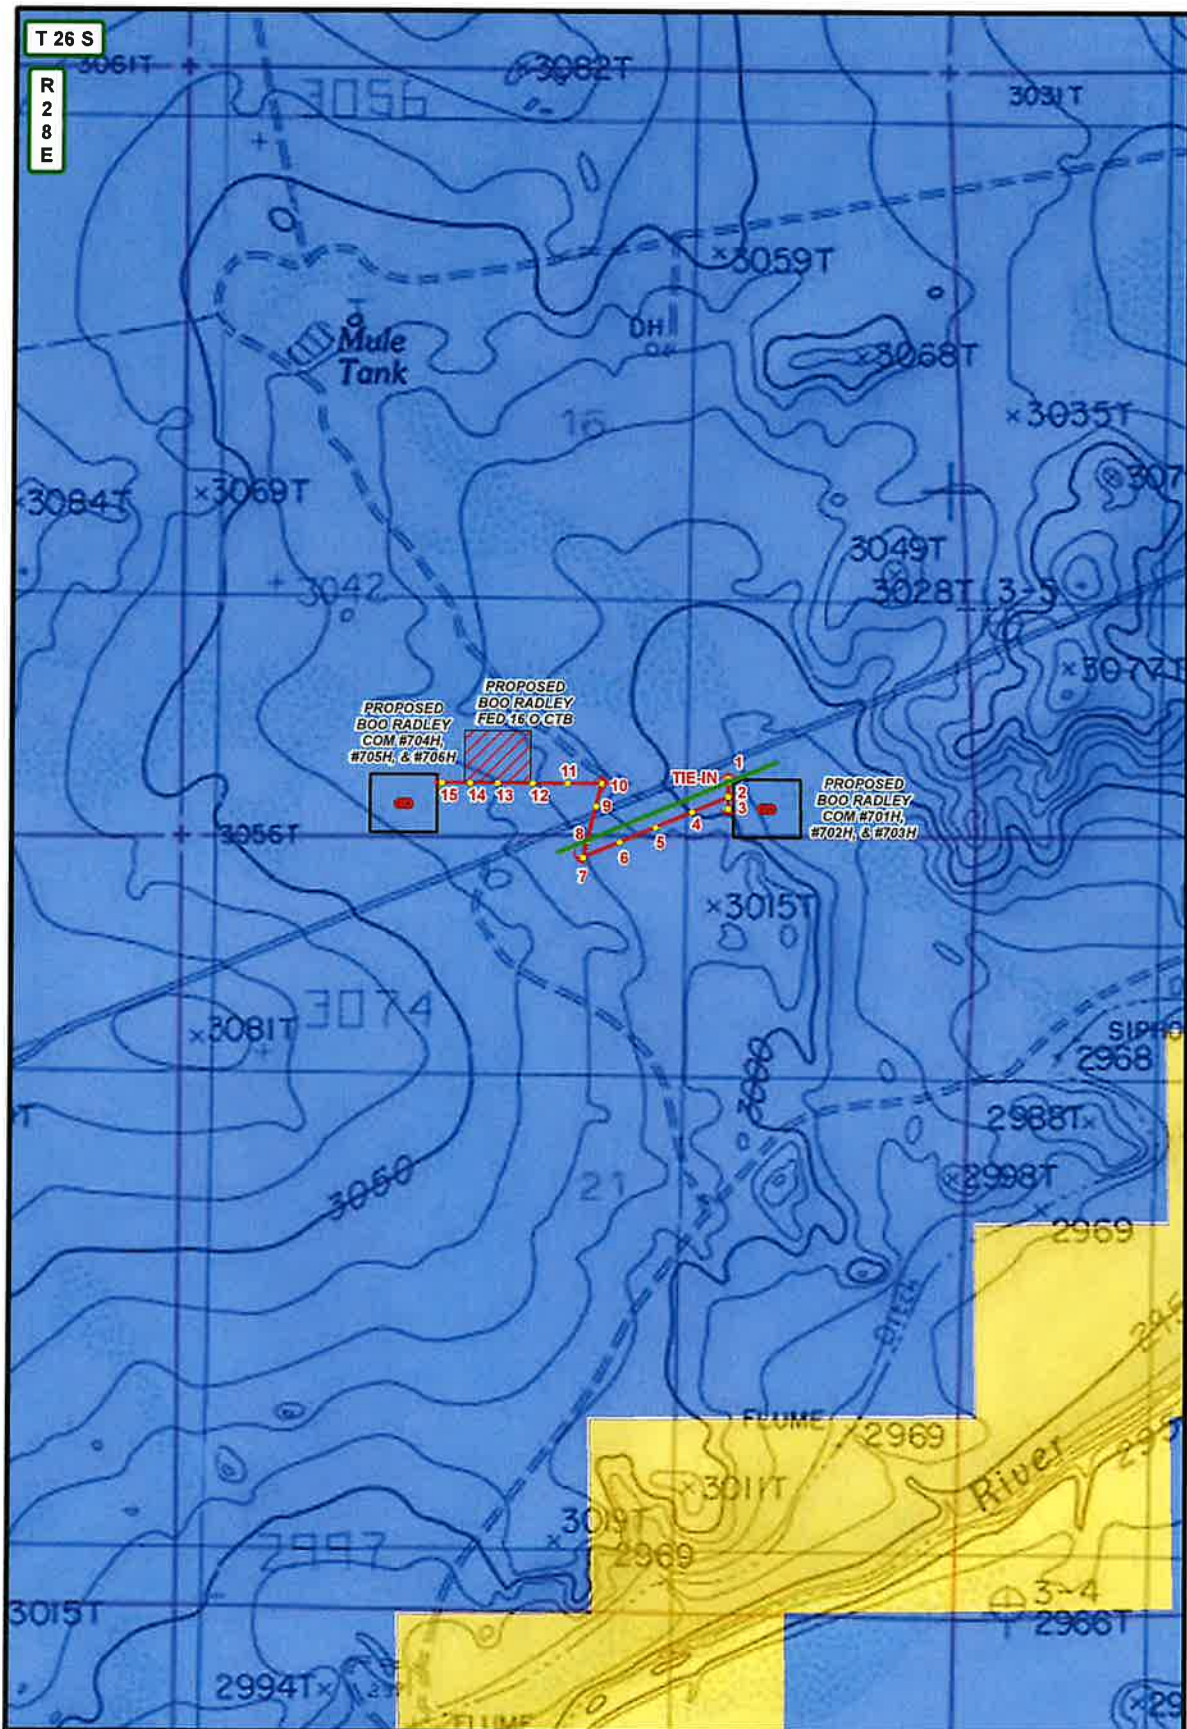 T 26 S
R
2
8
E
3061T
3056
3082T
3031T
3059T
Mule
Tank
DH
3068T
16
3035T
3084T
3069T
3042
3049T
3028T 3-5
3077T
PROPOSED
BOO RADLEY
FED 16 O CTB
PROPOSED
BOO RADLEY
COM #704H,
#705H, & #706H
TIE-IN
1
2
3
4
5
6
7
8
9
10
11
12
13
14
15
PROPOSED
BOO RADLEY
COM #701H,
#702H, & #703H
3056T
3015T
3074
3081T
3000
2968
2988T
2998T
3050
21
2969
DITCH
FLUME
2969
River
3011T
3019T
2969
2997
3-4
2966T
3015T
2994T
FLUME